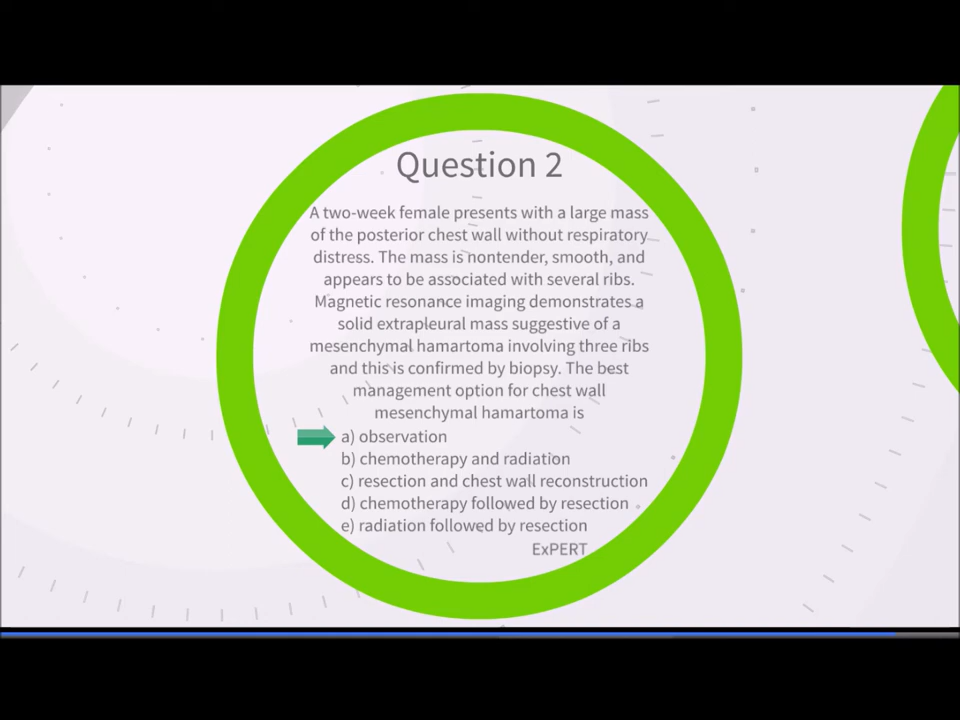 Question 2
A two-week female presents with a large mass
of the posterior chest wall without respiratory
distress. The mass is nontender, smooth, and
appears to be associated with several ribs.
Magnetic resonance imaging demonstrates a
solid extrapleural mass suggestive of a
mesenchymal hamartoma involving three ribs
and this is confirmed by biopsy. The best
management option for chest wall
mesenchymal hamartoma is
a) observation
b) chemotherapy and radiation
c) resection and chest wall reconstruction
d) chemotherapy followed by resection
e) radiation followed by resection
ExPERT